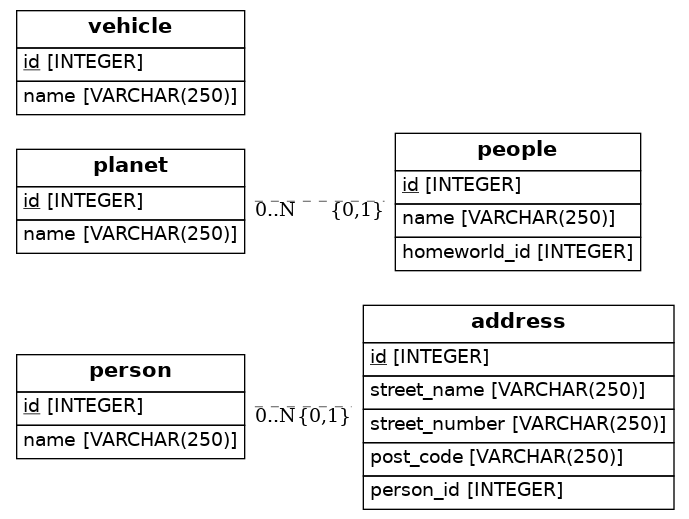 vehicle
id [INTEGER]
name [VARCHAR(250)]
planet
id [INTEGER]
name [VARCHAR(250)]
0..N {0,1}
people
id [INTEGER]
name [VARCHAR(250)]
homeworld_id [INTEGER]
person
id [INTEGER]
name [VARCHAR(250)]
0..N {0,1}
address
id [INTEGER]
street_name [VARCHAR(250)]
street_number [VARCHAR(250)]
post_code [VARCHAR(250)]
person_id [INTEGER]